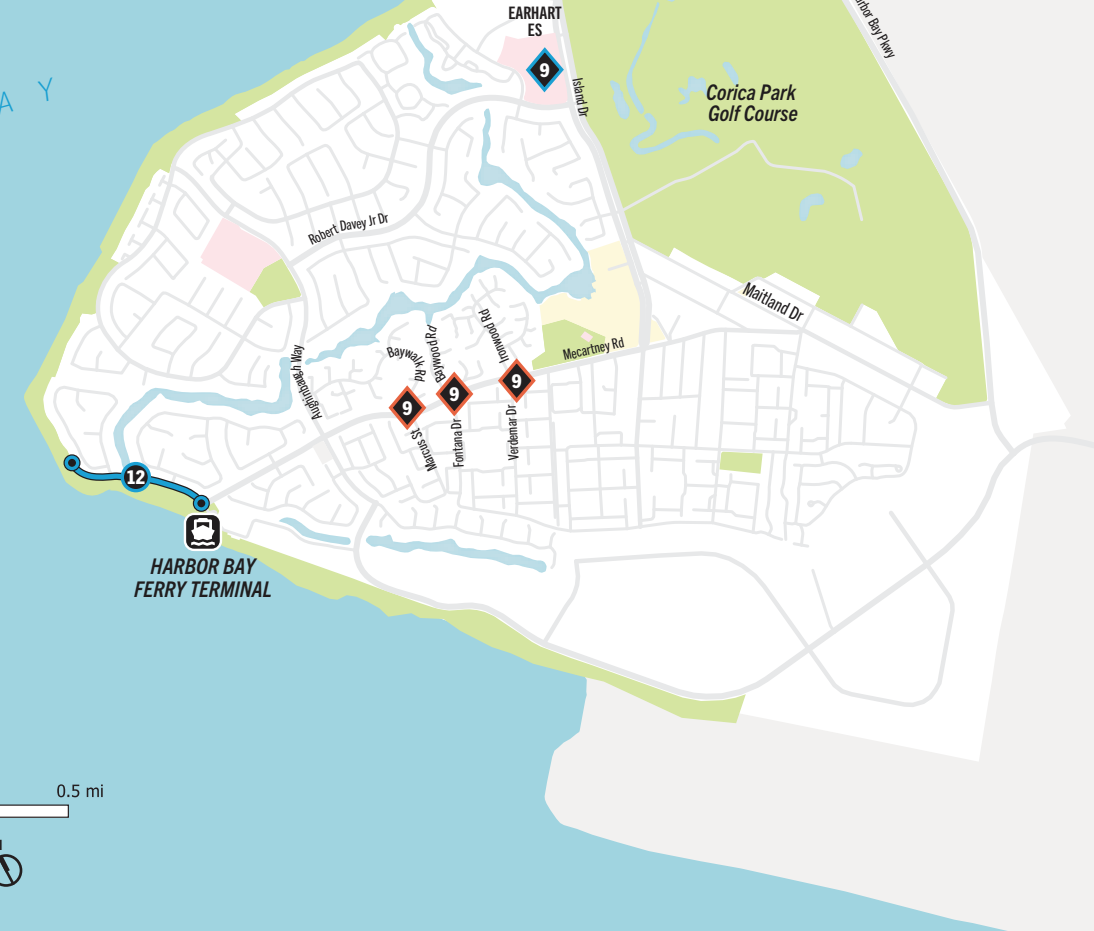 EARHART
ES
9
Island Dr
Harbor Bay Pkwy
A Y
Corica Park
Golf Course
Robert Davey Jr Dr
Maitland Dr
Ironwood Rd
Baywood Rd
Baywalk Rd
Mecartney Rd
Aughinbaugh Way
9
9
9
Marcus St
Fontana Dr
Verdemar Dr
12
HARBOR BAY
FERRY TERMINAL
0.5 mi